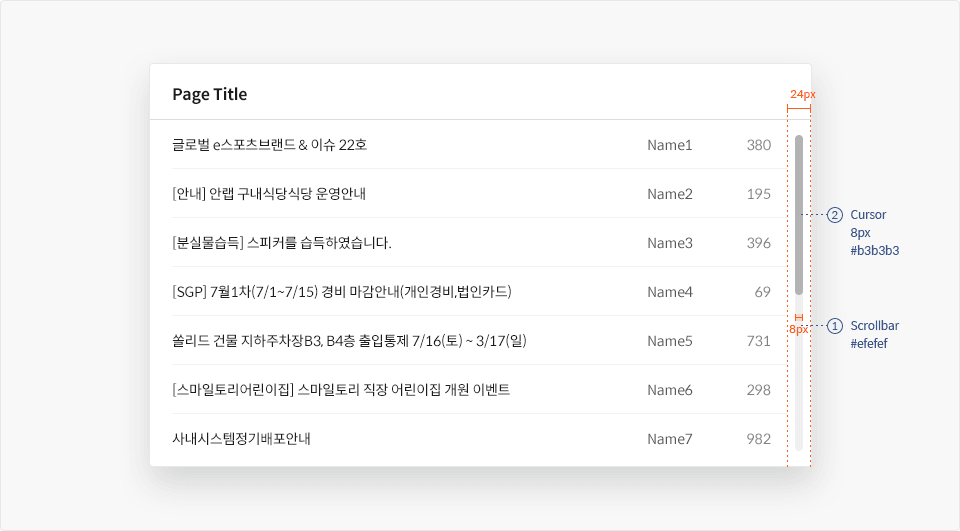 Page Title
24px
글로벌 e스포츠브랜드 & 이슈 22호 Name1 380
[안내] 안랩 구내식당식당 운영안내 Name2 195
② Cursor
8px
#b3b3b3
[분실물습득] 스피커를 습득하였습니다. Name3 396
[SGP] 7월1차(7/1~7/15) 경비 마감안내(개인경비,법인카드) Name4 69
8px
① Scrollbar
#efefef
쏠리드 건물 지하주차장B3, B4층 출입통제 7/16(토) ~ 3/17(일) Name5 731
[스마일토리어린이집] 스마일토리 직장 어린이집 개원 이벤트 Name6 298
사내시스템정기배포안내 Name7 982